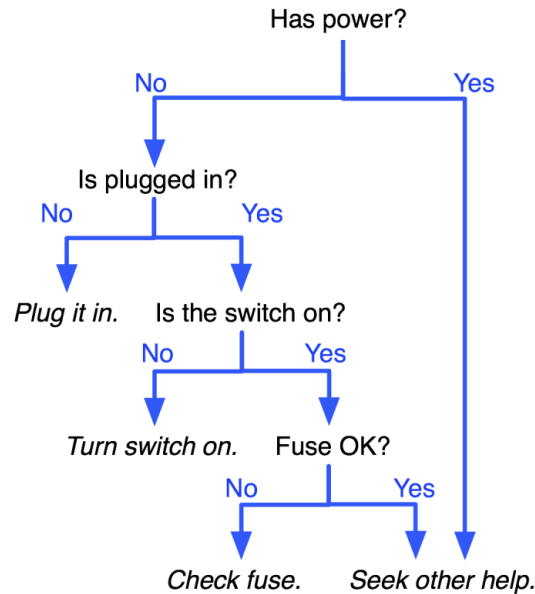 Has power?
No
Yes
Is plugged in?
No
Yes
Plug it in.
Is the switch on?
No
Yes
Turn switch on.
Fuse OK?
No
Yes
Check fuse.
Seek other help.